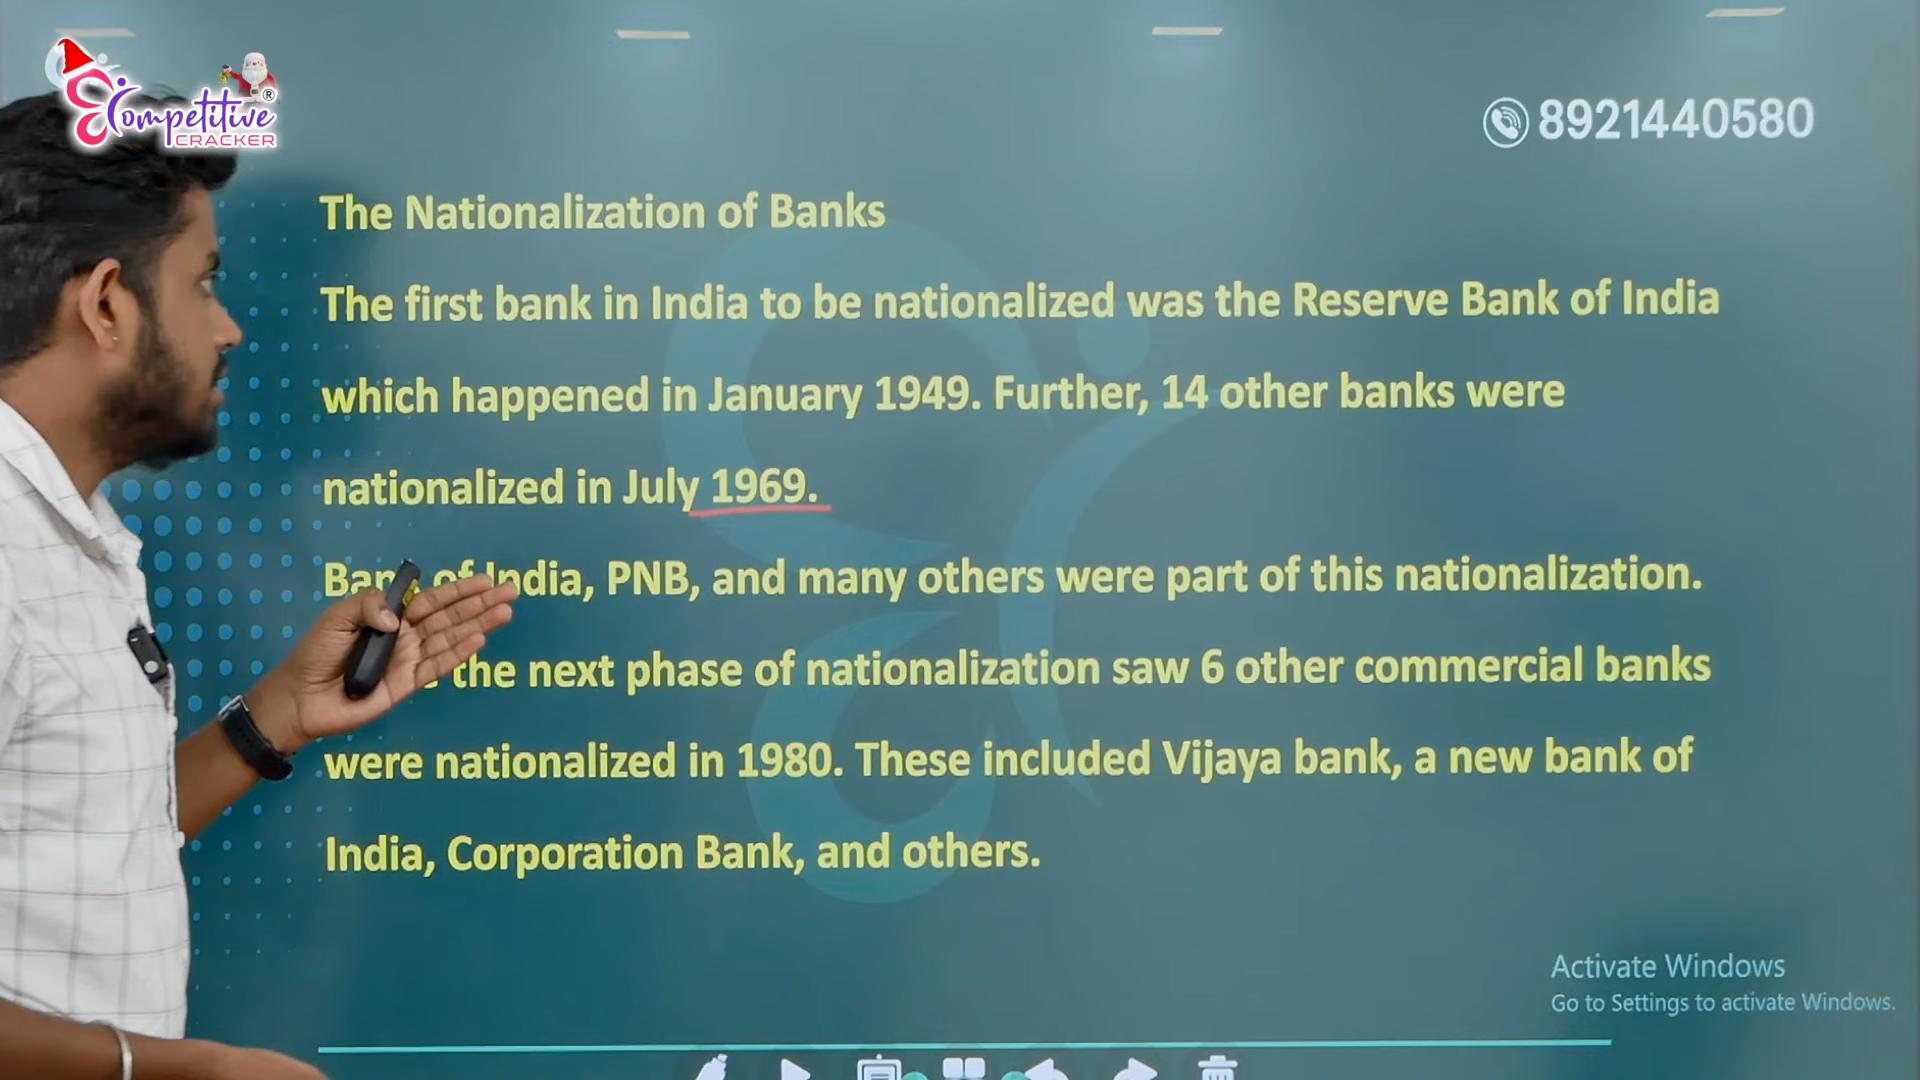 Competitive®
CRACKER
8921440580
The Nationalization of Banks
The first bank in India to be nationalized was the Reserve Bank of India
which happened in January 1949. Further, 14 other banks were
nationalized in July 1969.
of India, PNB, and many others were part of this nationalization.
the next phase of nationalization saw 6 other commercial banks
were nationalized in 1980. These included Vijaya bank, a new bank of
India, Corporation Bank, and others.
Activate Windows
Go to Settings to activate Windows.